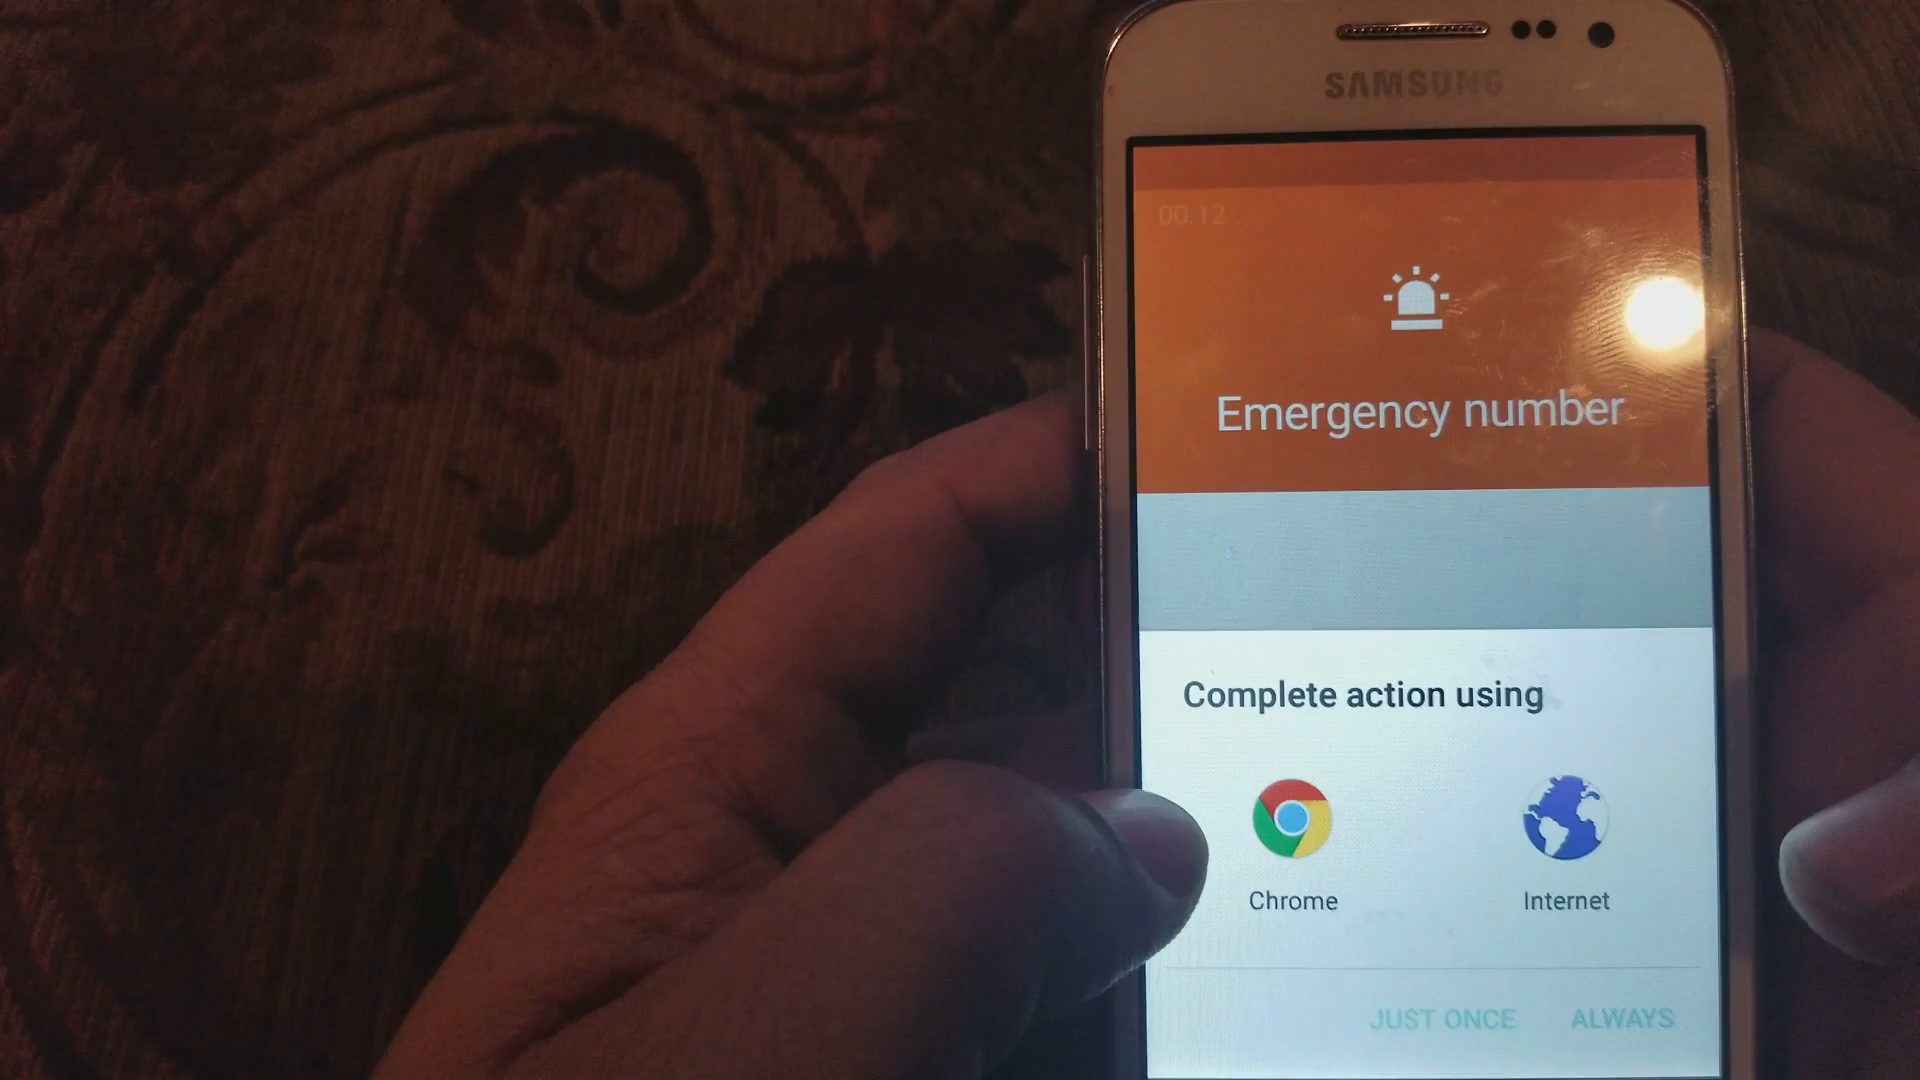 SAMSUNG
00:12
Emergency number
Complete action using
Chrome
Internet
JUST ONCE
ALWAYS